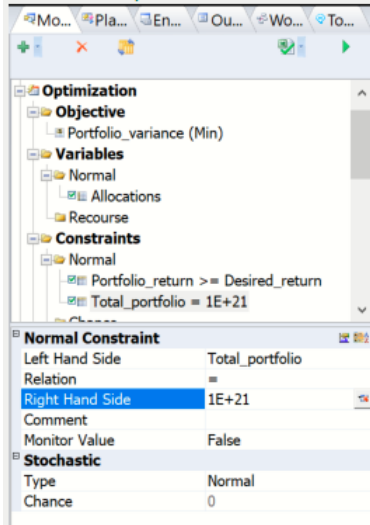 Mo... Pla... En... Ou... Wo... To...
Optimization
Objective
Portfolio_variance (Min)
Variables
Normal
Allocations
Recourse
Constraints
Normal
Portfolio_return >= Desired_return
Total_portfolio = 1E+21
Chance
Normal Constraint
Left Hand Side Total_portfolio
Relation =
Right Hand Side 1E+21
Comment
Monitor Value False
Stochastic
Type Normal
Chance 0